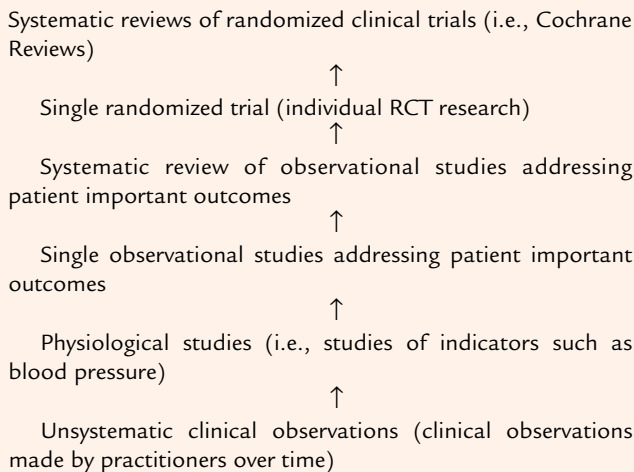 Systematic reviews of randomized clinical trials (i.e., Cochrane
Reviews)
↑
Single randomized trial (individual RCT research)
↑
Systematic review of observational studies addressing
patient important outcomes
↑
Single observational studies addressing patient important
outcomes
↑
Physiological studies (i.e., studies of indicators such as
blood pressure)
↑
Unsystematic clinical observations (clinical observations
made by practitioners over time)